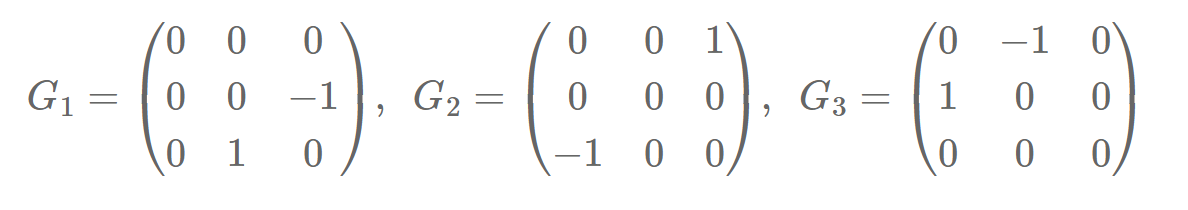 G₁ = ( 0 0 0 ; 0 0 −1 ; 0 1 0 ), G₂ = ( 0 0 1 ; 0 0 0 ; −1 0 0 ), G₃ = ( 0 −1 0 ; 1 0 0 ; 0 0 0 )